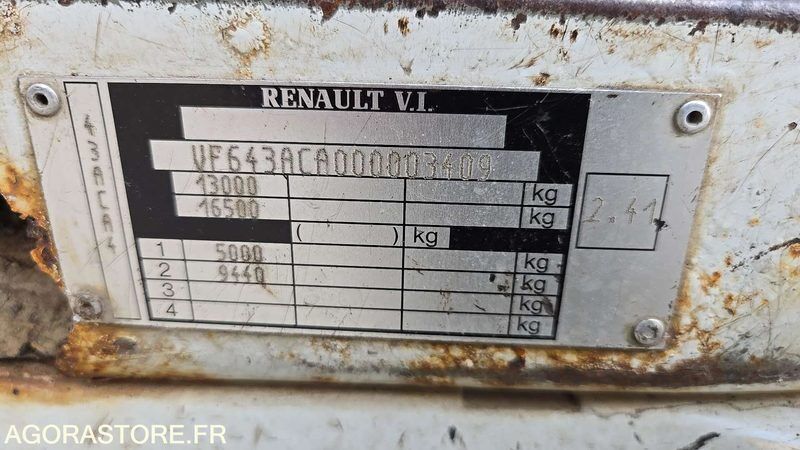 RENAULT V.I.
VF643ACA000003409
13000 kg
16500 kg
( ) kg
1 5000 kg
2 9440 kg
3 kg
4 kg
43ACA4
2.41
AGORASTORE.FR